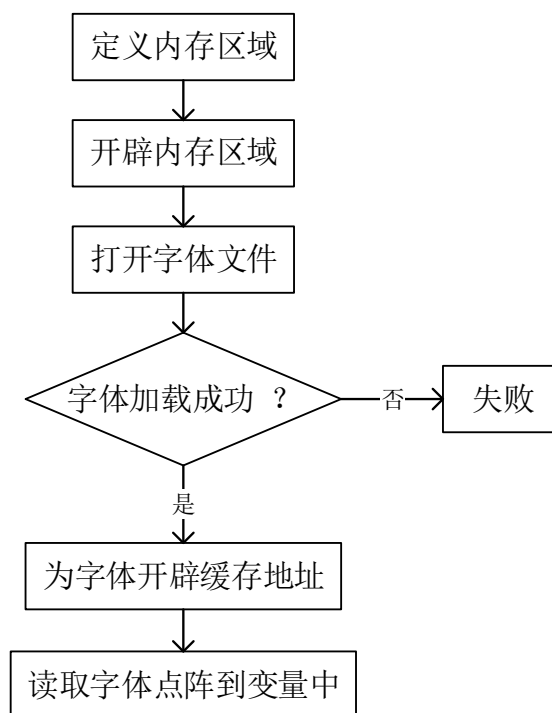 定义内存区域
开辟内存区域
打开字体文件
字体加载成功 ？
否
失败
是
为字体开辟缓存地址
读取字体点阵到变量中